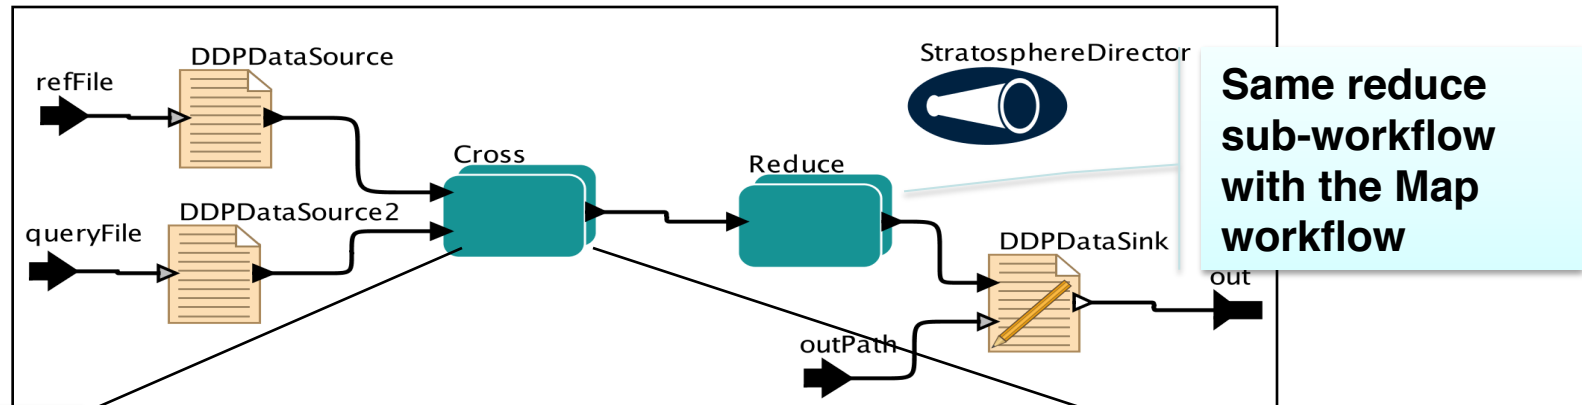 DDPDataSource
refFile
StratosphereDirector
Cross
Reduce
DDPDataSource2
queryFile
DDPDataSink
out
outPath
Same reduce
sub-workflow
with the Map
workflow